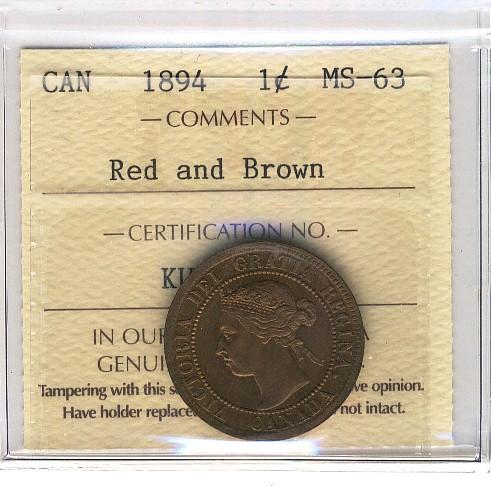 CAN 1894 1¢ MS-63
— COMMENTS —
Red and Brown
— CERTIFICATION NO. —
IN OUR
GENUI
Tampering with this s ve opinion.
Have holder replace not intact.
VICTORIA DEI GRATIA REGINA
CANADA